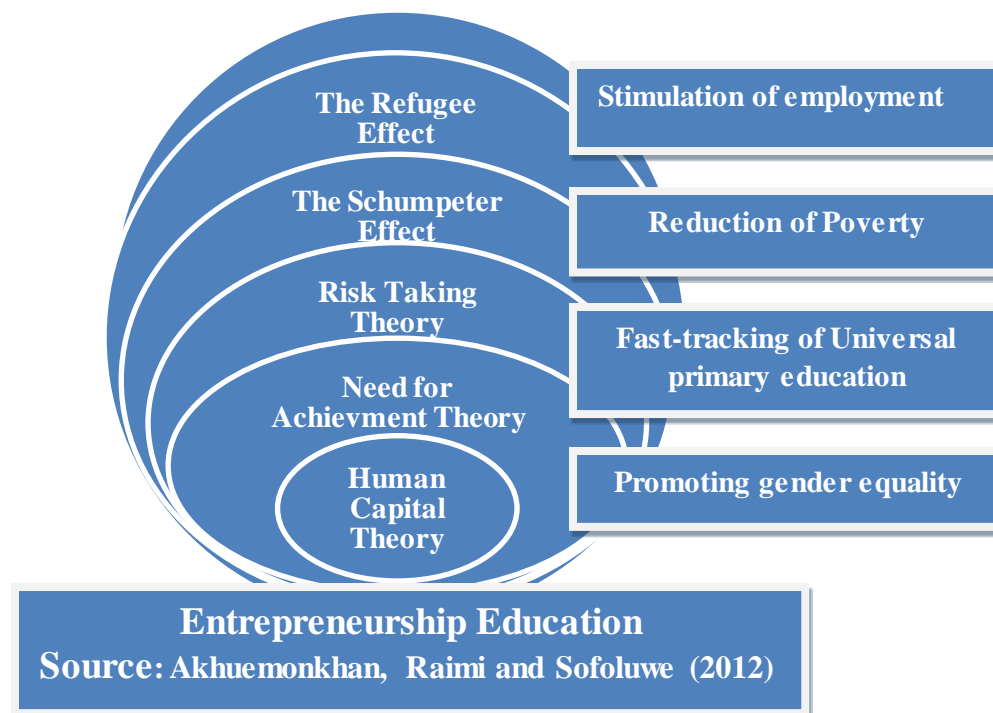 The Refugee
Effect
The Schumpeter
Effect
Risk Taking
Theory
Need for
Achievment Theory
Human
Capital
Theory
Stimulation of employment
Reduction of Poverty
Fast-tracking of Universal
primary education
Promoting gender equality
Entrepreneurship Education
Source: Akhuemonkhan, Raimi and Sofoluwe (2012)